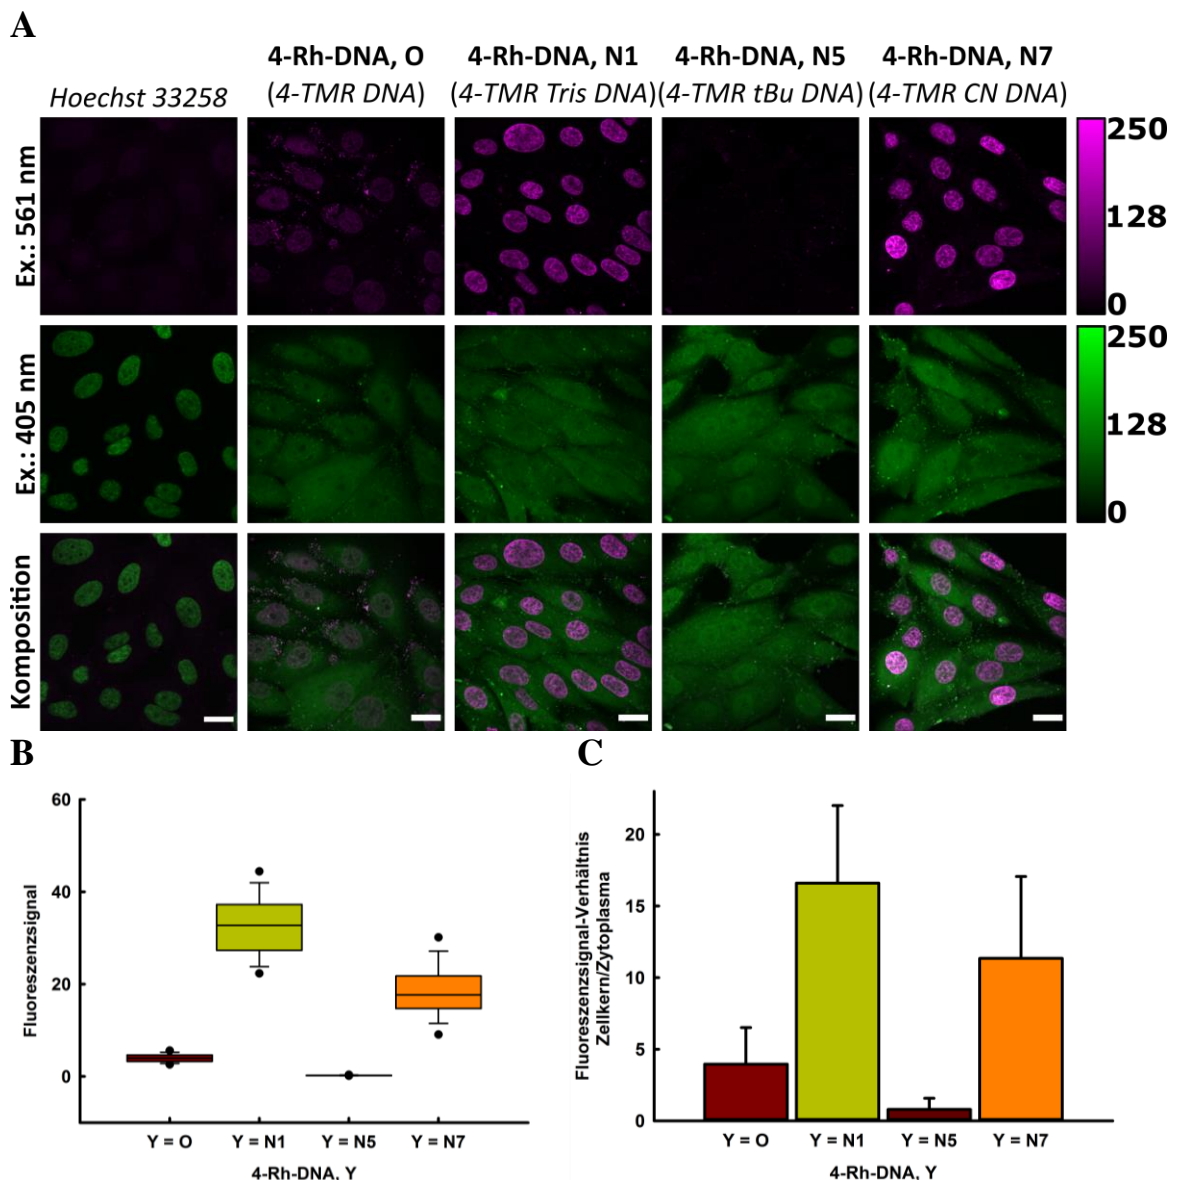 A
Hoechst 33258
4-Rh-DNA, O
(4-TMR DNA)
4-Rh-DNA, N1
(4-TMR Tris DNA)
4-Rh-DNA, N5
(4-TMR tBu DNA)
4-Rh-DNA, N7
(4-TMR CN DNA)
Ex.: 561 nm
250
128
0
Ex.: 405 nm
250
128
0
Komposition
B
Fluoreszenzsignal
60
40
20
0
Y = O
Y = N1
Y = N5
Y = N7
4-Rh-DNA, Y
C
Fluoreszenzsignal-Verhältnis
Zellkern/Zytoplasma
20
15
10
5
0
Y = O
Y = N1
Y = N5
Y = N7
4-Rh-DNA, Y